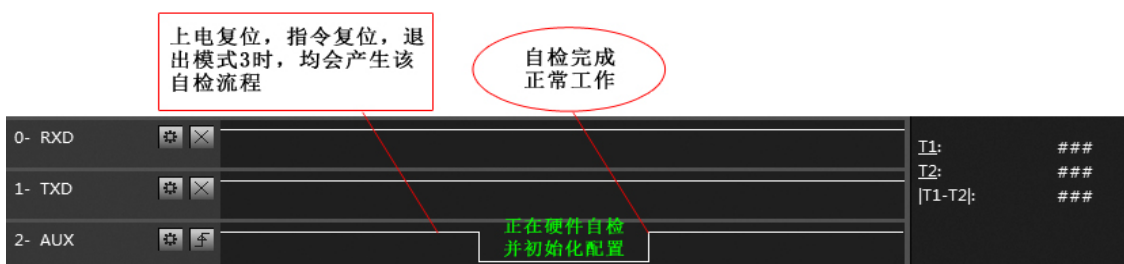 上电复位，指令复位，退
出模式3时，均会产生该
自检流程
自检完成
正常工作
0- RXD
1- TXD
2- AUX
正在硬件自检
并初始化配置
T1: ###
T2: ###
|T1-T2|: ###